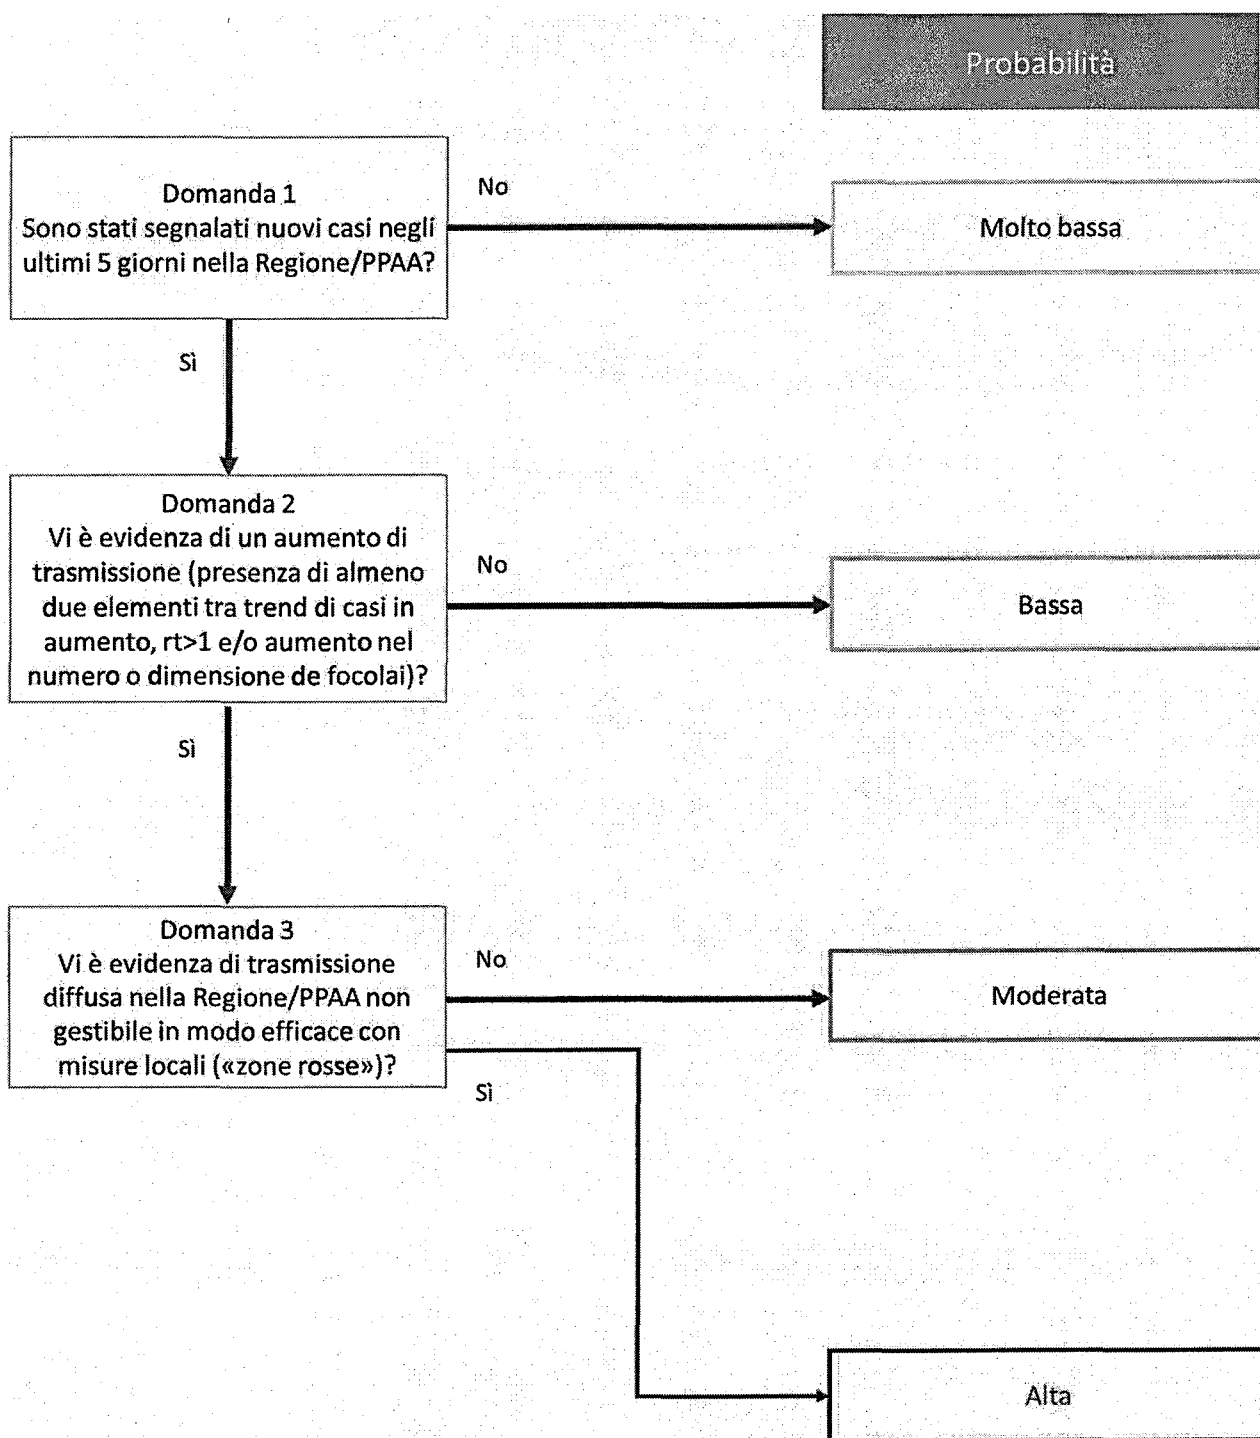 Probabilità
Domanda 1
Sono stati segnalati nuovi casi negli
ultimi 5 giorni nella Regione/PPAA?
No
Molto bassa
Sì
Domanda 2
Vi è evidenza di un aumento di
trasmissione (presenza di almeno
due elementi tra trend di casi in
aumento, rt>1 e/o aumento nel
numero o dimensione de focolai)?
No
Bassa
Sì
Domanda 3
Vi è evidenza di trasmissione
diffusa nella Regione/PPAA non
gestibile in modo efficace con
misure locali («zone rosse»)?
No
Moderata
Sì
Alta